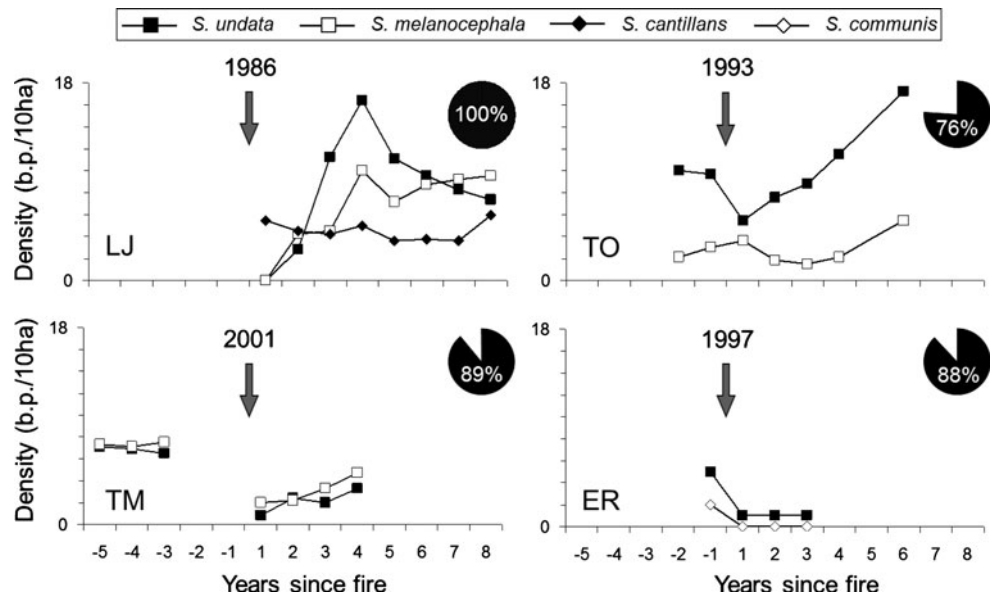 S. undata S. melanocephala S. cantillans S. communis
1986
1993
18
100%
18
76%
Density (b.p./10ha)
LJ
TO
0
0
2001
1997
18
89%
18
88%
Density (b.p./10ha)
TM
ER
0
0
-5 -4 -3 -2 -1 1 2 3 4 5 6 7 8
-5 -4 -3 -2 -1 1 2 3 4 5 6 7 8
Years since fire
Years since fire